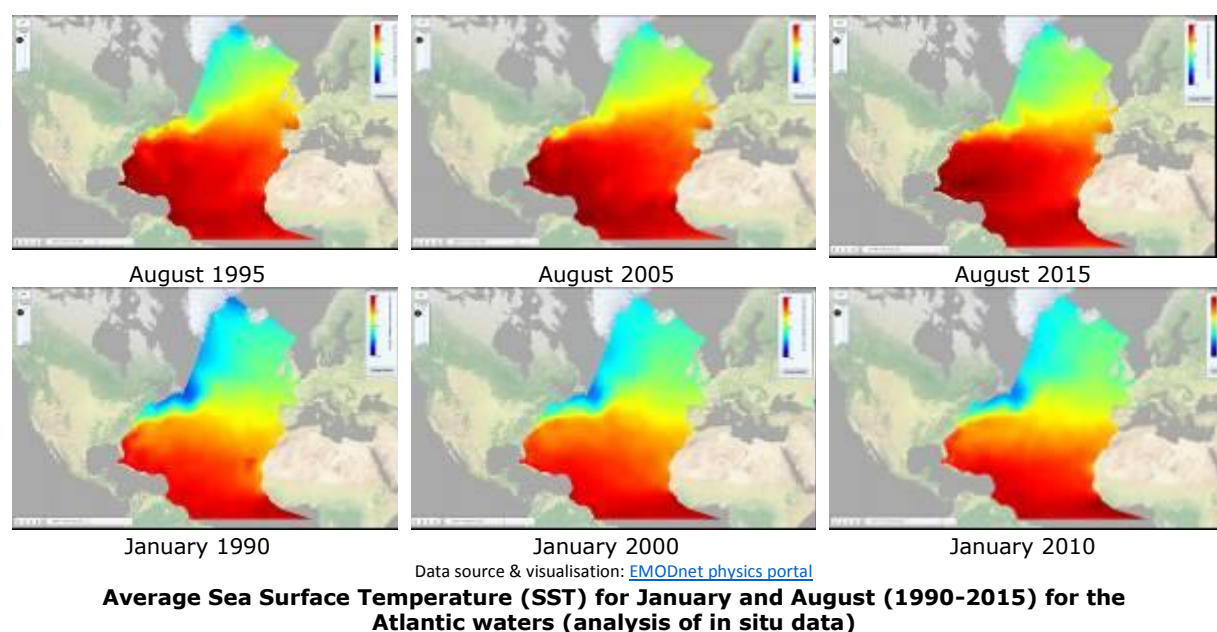 August 1995
August 2005
August 2015
January 1990
January 2000
January 2010
Data source & visualisation: EMODnet physics portal
Average Sea Surface Temperature (SST) for January and August (1990-2015) for the
Atlantic waters (analysis of in situ data)